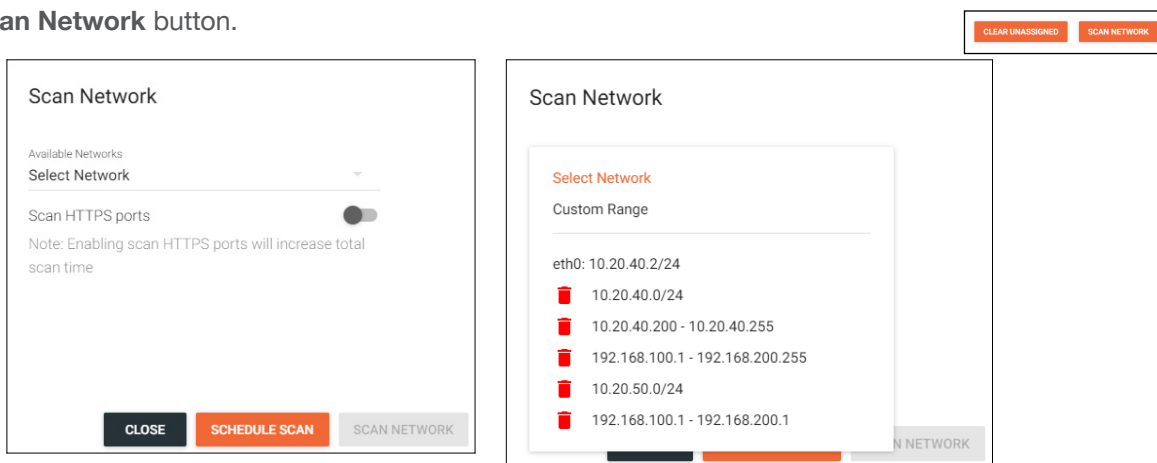 an Network button.
CLEAR UNASSIGNED SCAN NETWORK
Scan Network
Available Networks
Select Network
Scan HTTPS ports
Note: Enabling scan HTTPS ports will increase total
scan time
CLOSE SCHEDULE SCAN SCAN NETWORK
Scan Network
Select Network
Custom Range
eth0: 10.20.40.2/24
10.20.40.0/24
10.20.40.200 - 10.20.40.255
192.168.100.1 - 192.168.200.255
10.20.50.0/24
192.168.100.1 - 192.168.200.1
N NETWORK